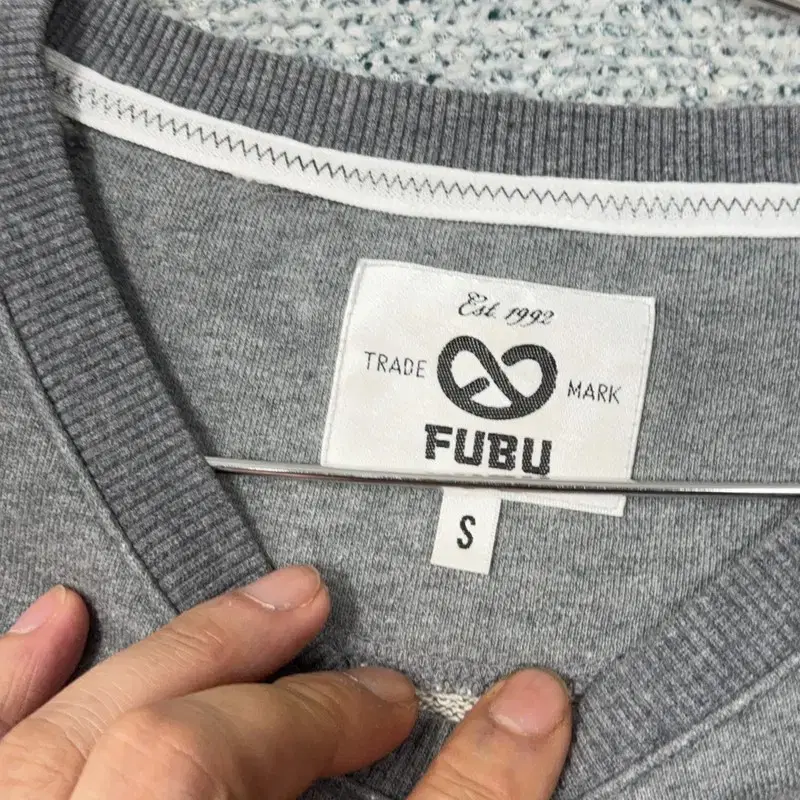 Est. 1992
TRADE MARK
FUBU
S